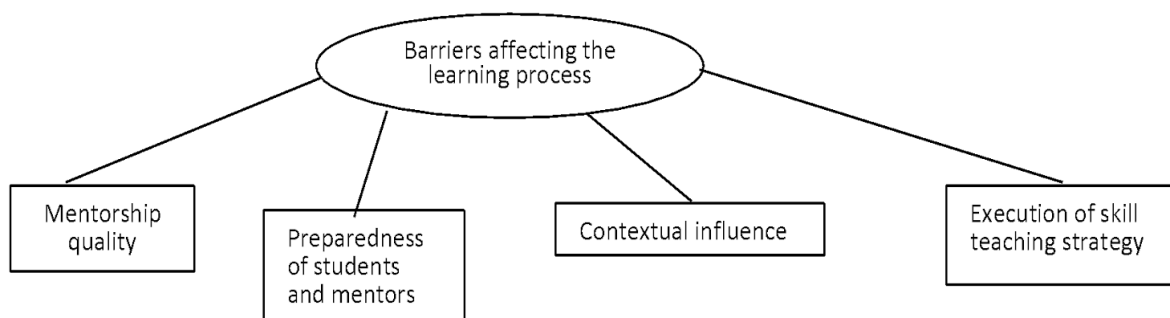 Barriers affecting the
learning process
Mentorship
quality
Preparedness
of students
and mentors
Contextual influence
Execution of skill
teaching strategy